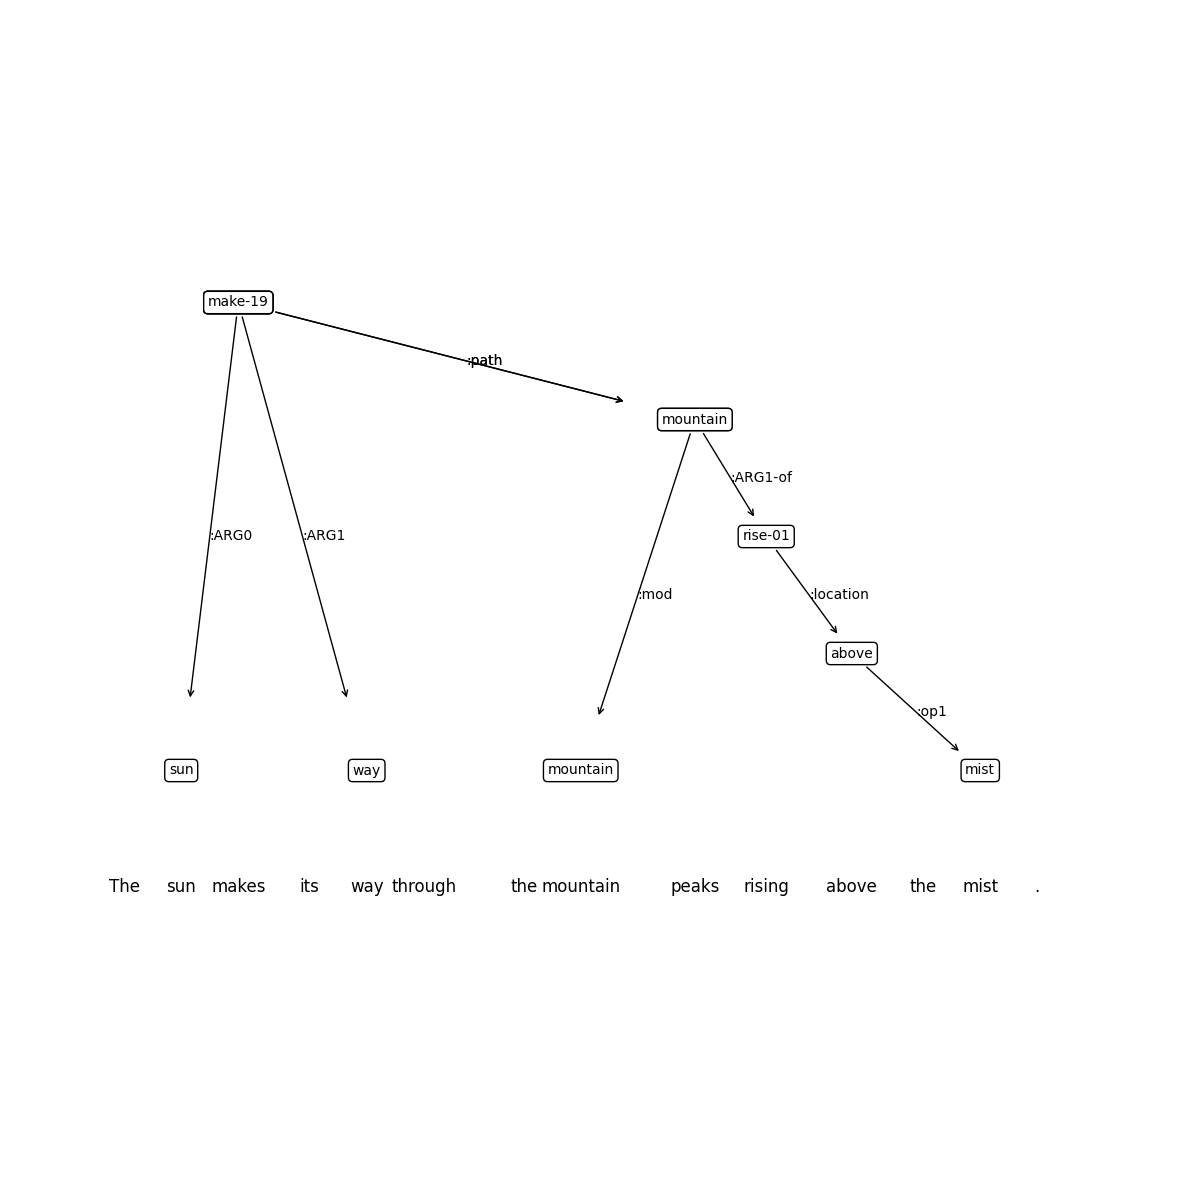 make-19
:path
mountain
:ARG1-of
:ARG0
:ARG1
rise-01
:mod
:location
above
:op1
sun
way
mountain
mist
The sun makes its way through the mountain peaks rising above the mist .